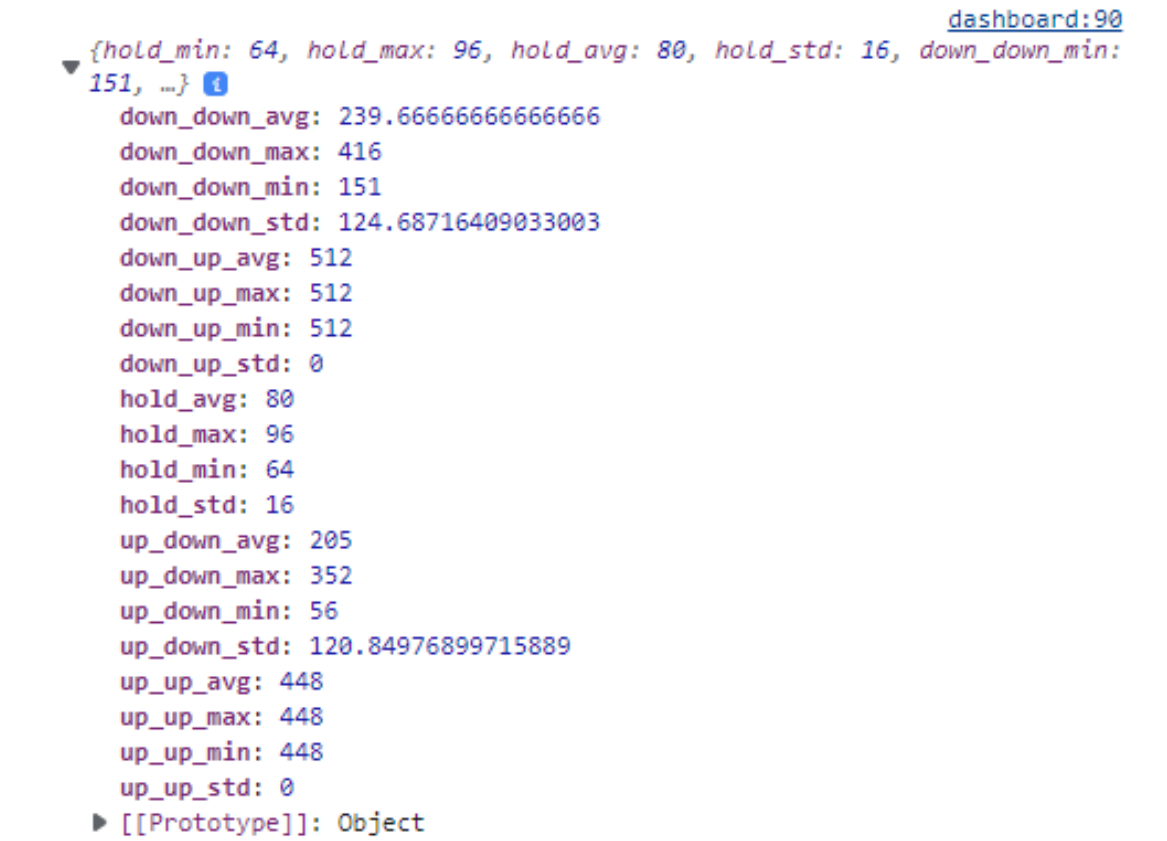 dashboard:90
{hold_min: 64, hold_max: 96, hold_avg: 80, hold_std: 16, down_down_min:
151, …} i
down_down_avg: 239.66666666666666
down_down_max: 416
down_down_min: 151
down_down_std: 124.68716409033003
down_up_avg: 512
down_up_max: 512
down_up_min: 512
down_up_std: 0
hold_avg: 80
hold_max: 96
hold_min: 64
hold_std: 16
up_down_avg: 205
up_down_max: 352
up_down_min: 56
up_down_std: 120.84976899715889
up_up_avg: 448
up_up_max: 448
up_up_min: 448
up_up_std: 0
[[Prototype]]: Object